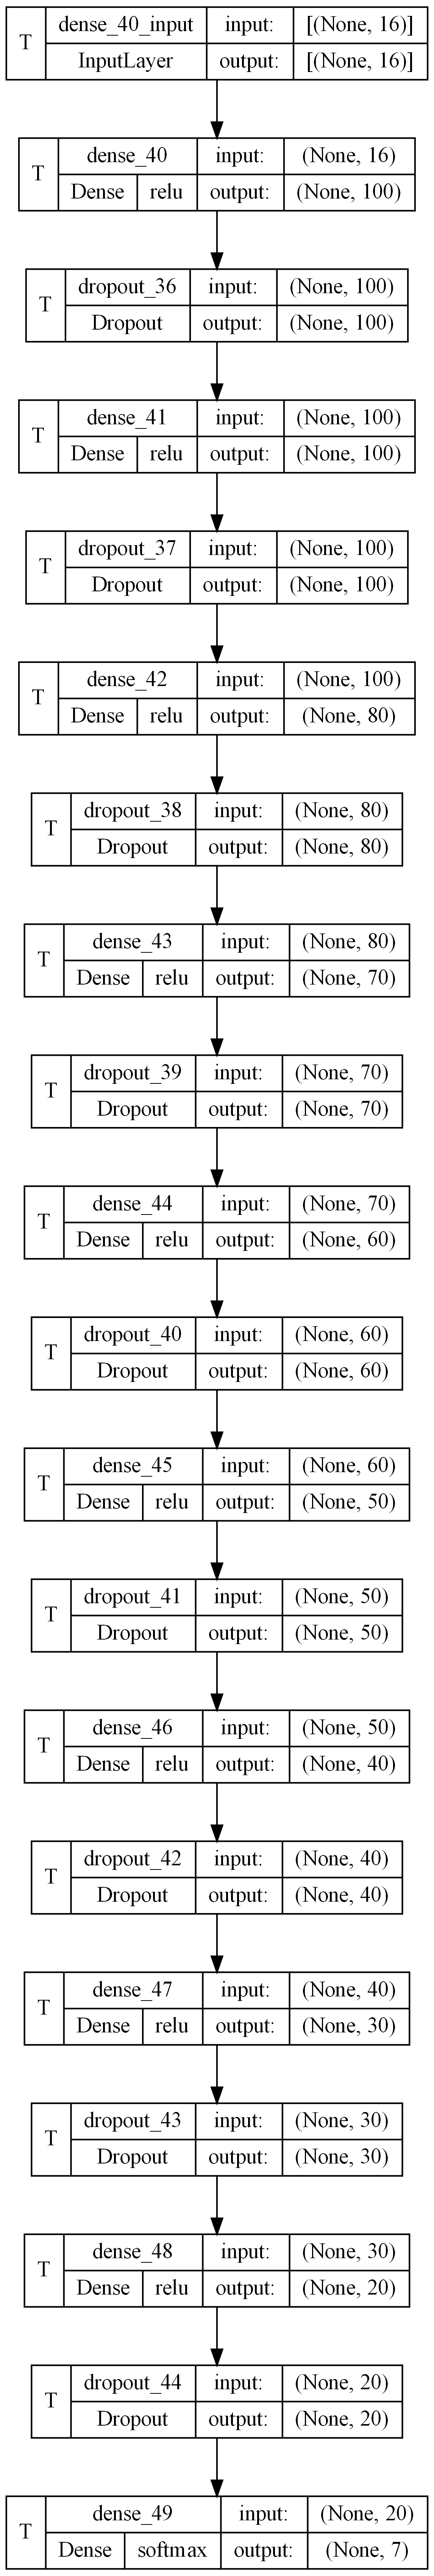 T dense_40_input input: [(None, 16)]
InputLayer output: [(None, 16)]
T dense_40 input: (None, 16)
Dense relu output: (None, 100)
T dropout_36 input: (None, 100)
Dropout output: (None, 100)
T dense_41 input: (None, 100)
Dense relu output: (None, 100)
T dropout_37 input: (None, 100)
Dropout output: (None, 100)
T dense_42 input: (None, 100)
Dense relu output: (None, 80)
T dropout_38 input: (None, 80)
Dropout output: (None, 80)
T dense_43 input: (None, 80)
Dense relu output: (None, 70)
T dropout_39 input: (None, 70)
Dropout output: (None, 70)
T dense_44 input: (None, 70)
Dense relu output: (None, 60)
T dropout_40 input: (None, 60)
Dropout output: (None, 60)
T dense_45 input: (None, 60)
Dense relu output: (None, 50)
T dropout_41 input: (None, 50)
Dropout output: (None, 50)
T dense_46 input: (None, 50)
Dense relu output: (None, 40)
T dropout_42 input: (None, 40)
Dropout output: (None, 40)
T dense_47 input: (None, 40)
Dense relu output: (None, 30)
T dropout_43 input: (None, 30)
Dropout output: (None, 30)
T dense_48 input: (None, 30)
Dense relu output: (None, 20)
T dropout_44 input: (None, 20)
Dropout output: (None, 20)
T dense_49 input: (None, 20)
Dense softmax output: (None, 7)